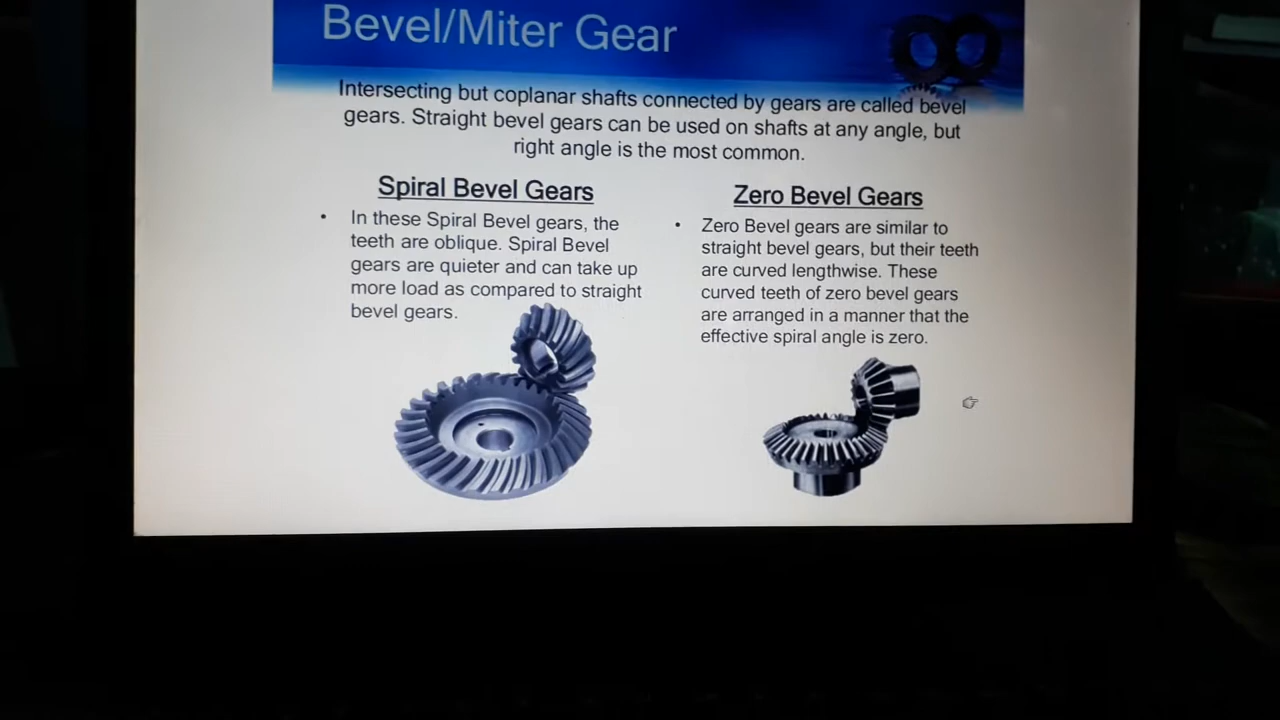 Bevel/Miter Gear
Intersecting but coplanar shafts connected by gears are called bevel
gears. Straight bevel gears can be used on shafts at any angle, but
right angle is the most common.
Spiral Bevel Gears
• In these Spiral Bevel gears, the
teeth are oblique. Spiral Bevel
gears are quieter and can take up
more load as compared to straight
bevel gears.
Zero Bevel Gears
• Zero Bevel gears are similar to
straight bevel gears, but their teeth
are curved lengthwise. These
curved teeth of zero bevel gears
are arranged in a manner that the
effective spiral angle is zero.